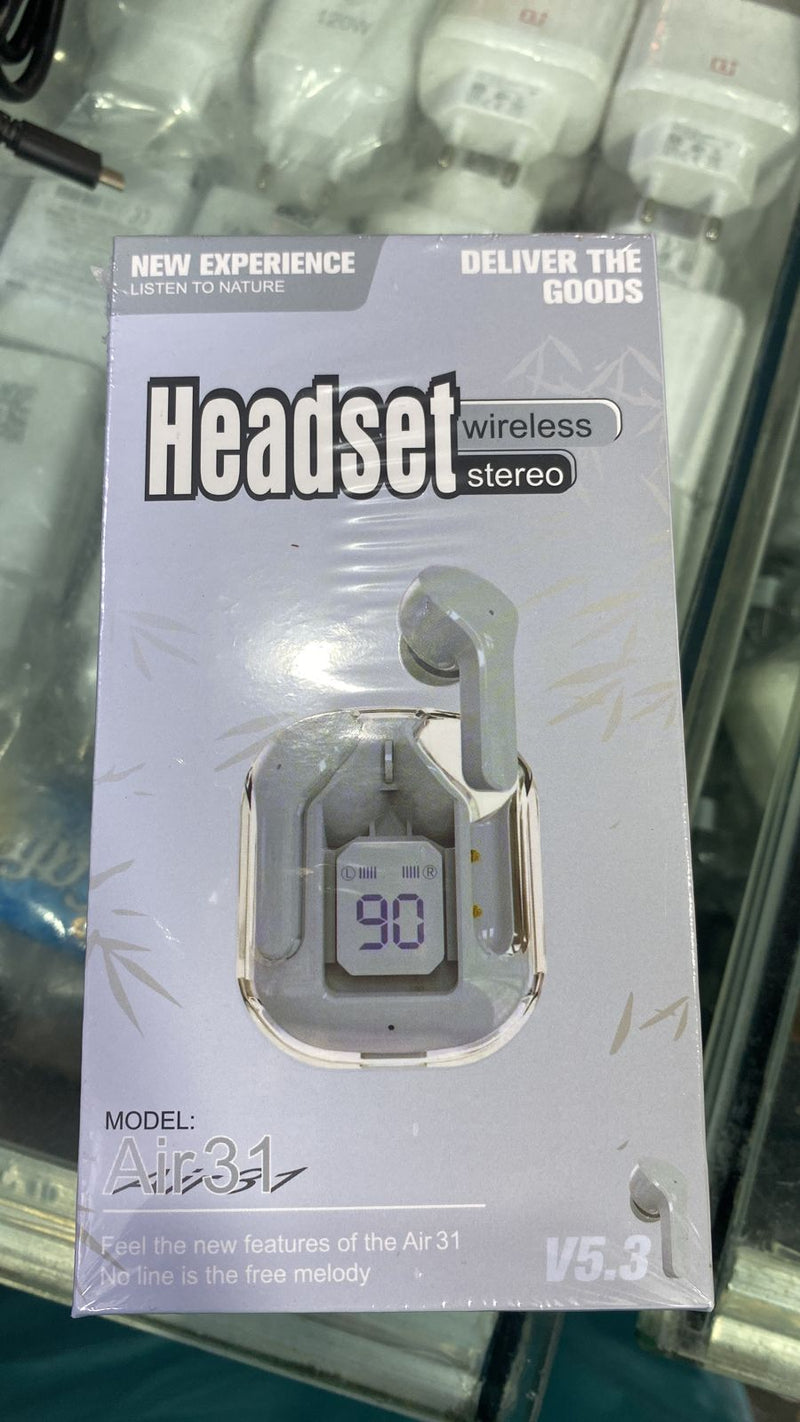 120W
NEW EXPERIENCE
LISTEN TO NATURE
DELIVER THE
GOODS
Headset
wireless
stereo
L R
90
MODEL:
Air31
Feel the new features of the Air 31
No line is the free melody
V5.3